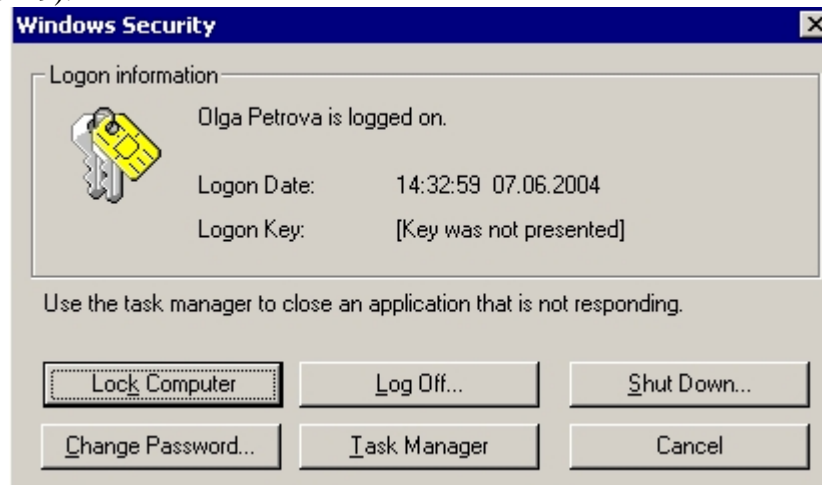 Windows Security
Logon information
Olga Petrova is logged on.
Logon Date: 14:32:59 07.06.2004
Logon Key: [Key was not presented]
Use the task manager to close an application that is not responding.
Lock Computer Log Off... Shut Down...
Change Password... Task Manager Cancel